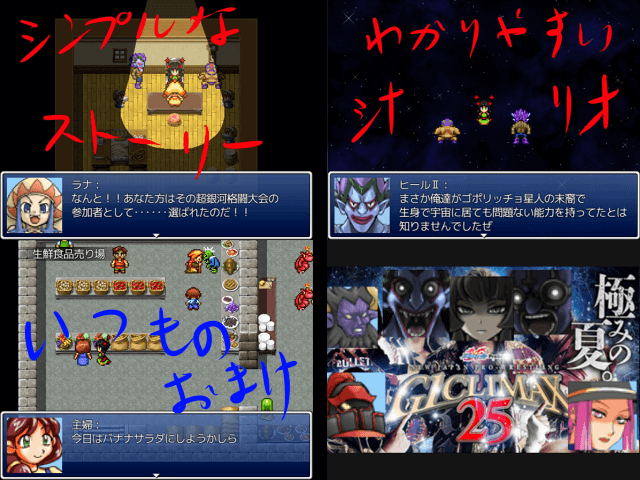 シンプルな
ストーリー
ラナ：
なんと！！あなた方はその超銀河格闘大会の
参加者として‥‥‥選ばれたのだ！！
わかりやすい
シナリオ
ヒールⅡ：
まさか俺達がゴポリッチョ星人の末裔で
生身で宇宙に居ても問題ない能力を持ってたとは
知りませんでしたぜ
生鮮食品売り場
いつもの
おまけ
主婦：
今日はバナナサラダにしようかしら
極みの
夏。
BULLET
NEW JAPAN PRO-WRESTLING
G1 CLIMAX
25